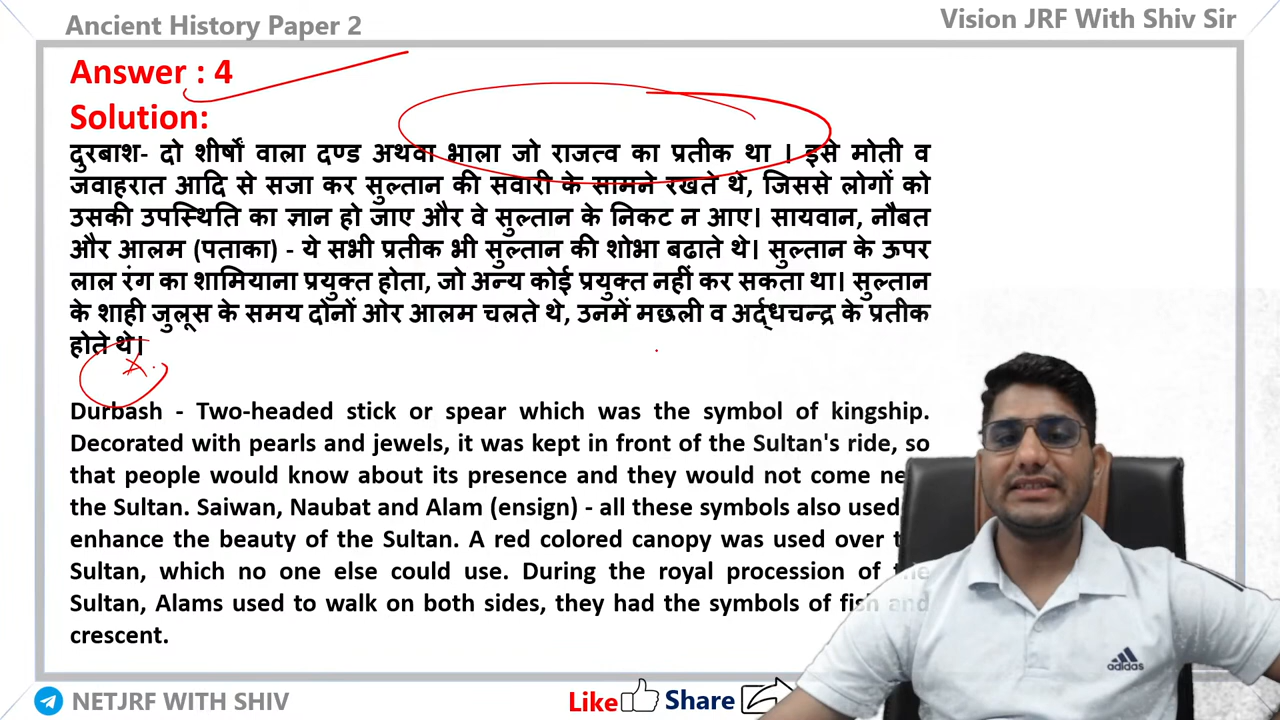 Ancient History Paper 2
Vision JRF With Shiv Sir
Answer : 4
Solution:
दुरबाश- दो शीर्षों वाला दण्ड अथवा भाला जो राजत्व का प्रतीक था । इसे मोती व
जवाहरात आदि से सजा कर सुल्तान की सवारी के सामने रखते थे, जिससे लोगों को
उसकी उपस्थिति का ज्ञान हो जाए और वे सुल्तान के निकट न आए। सायवान, नौबत
और आलम (पताका) - ये सभी प्रतीक भी सुल्तान की शोभा बढाते थे। सुल्तान के ऊपर
लाल रंग का शामियाना प्रयुक्त होता, जो अन्य कोई प्रयुक्त नहीं कर सकता था। सुल्तान
के शाही जुलूस के समय दोनों ओर आलम चलते थे, उनमें मछली व अर्द्धचन्द्र के प्रतीक
होते थे।
Durbash - Two-headed stick or spear which was the symbol of kingship.
Decorated with pearls and jewels, it was kept in front of the Sultan's ride, so
that people would know about its presence and they would not come
the Sultan. Saiwan, Naubat and Alam (ensign) - all these symbols also used
enhance the beauty of the Sultan. A red colored canopy was used over
Sultan, which no one else could use. During the royal procession of the
Sultan, Alams used to walk on both sides, they had the symbols of fish and
crescent.
adidas
NETJRF WITH SHIV
Like Share